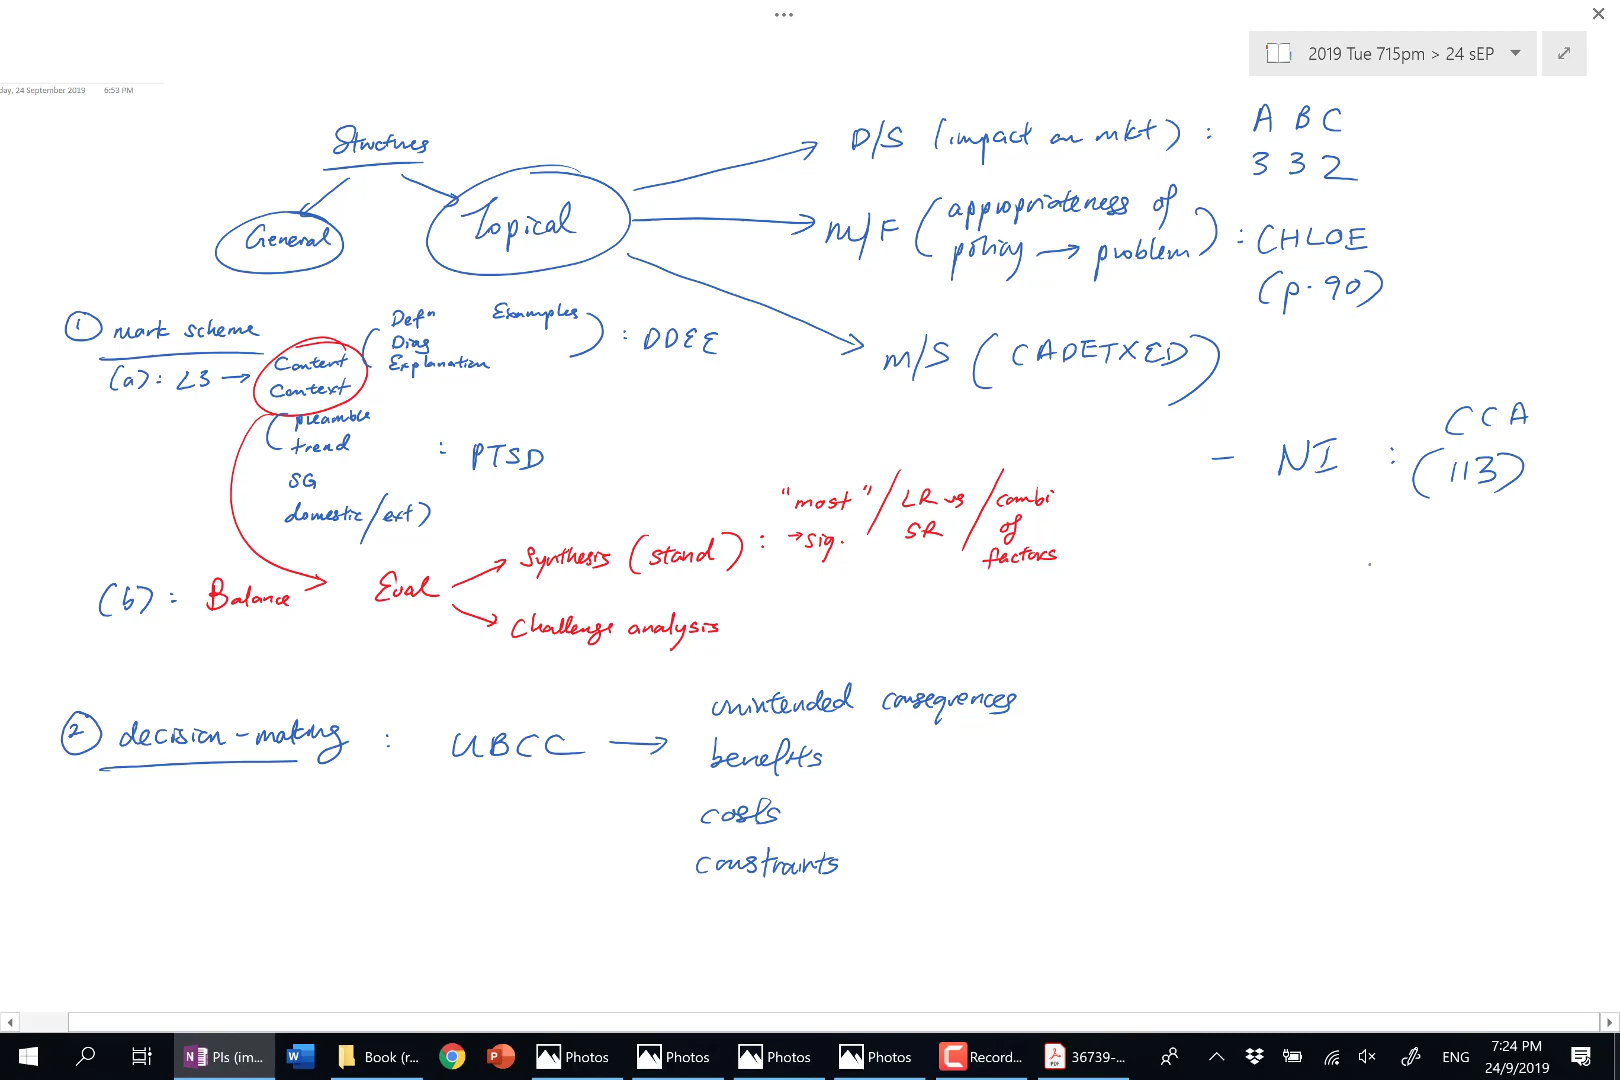 2019 Tue 715pm > 24 sEP
day, 24 September 2019 6:53 PM
Structures
General
Topical
D/S (impact on mkt) : A B C
3 3 2
M/F (appropriateness of policy → problem) : CHLOE
(p. 90)
M/S (CADETXED)
- NI : CCA
(113)
① mark scheme
(a) : L3 → Content
Context
Defn Examples
Diag
Explanation
: DDEE
preamble
trend
SG
domestic/ext)
: PTSD
(b) : Balance
Eval
Synthesis (stand) : "most" / LR vs SR / combi of factors
→ sig.
Challenge analysis
② decision-making : UBCC →
unintended consequences
benefits
costs
constraints
PIs (im...
Book (r...
Photos
Photos
Photos
Photos
Record...
36739-...
ENG
7:24 PM
24/9/2019